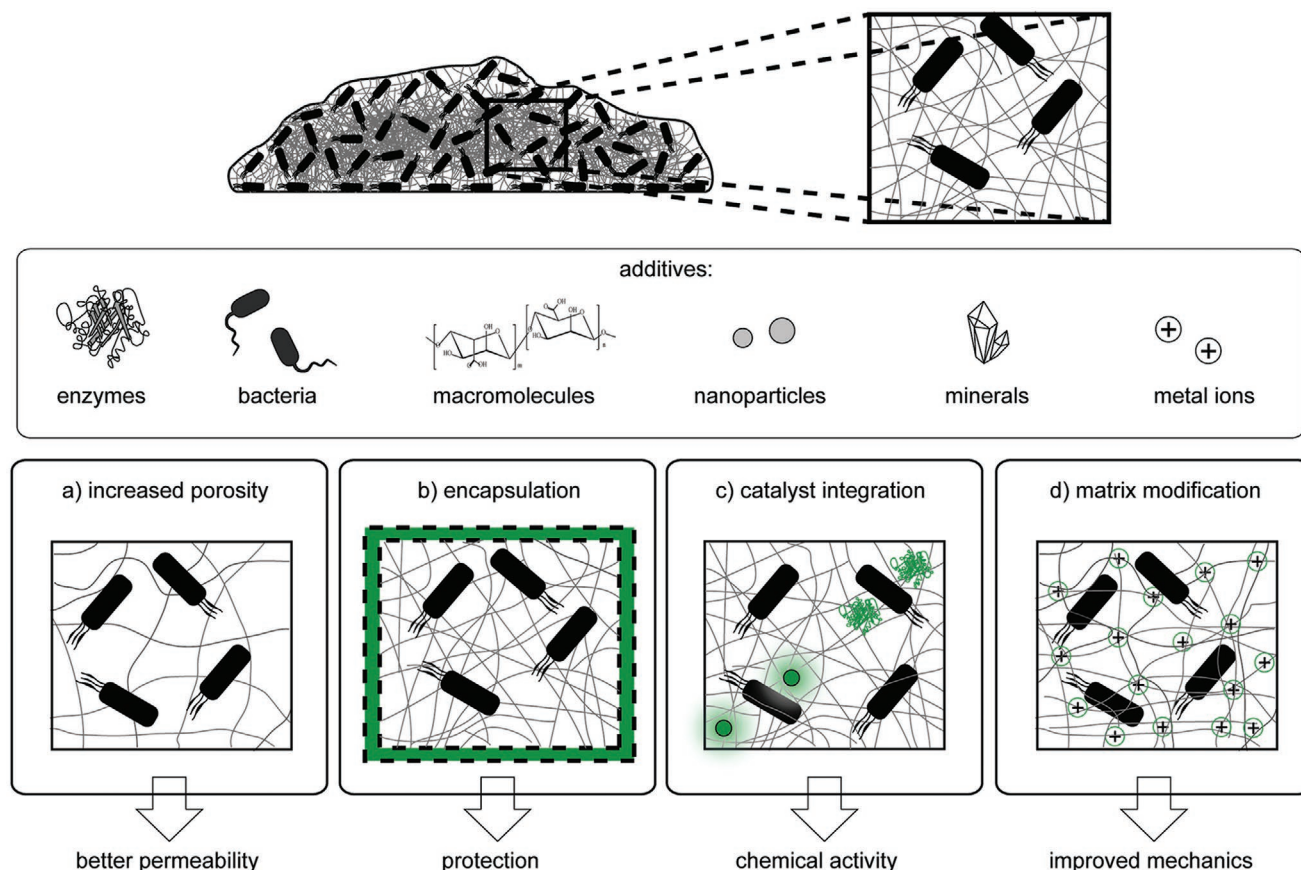 additives:
enzymes
bacteria
macromolecules
nanoparticles
minerals
metal ions
a) increased porosity
b) encapsulation
c) catalyst integration
d) matrix modification
better permeability
protection
chemical activity
improved mechanics